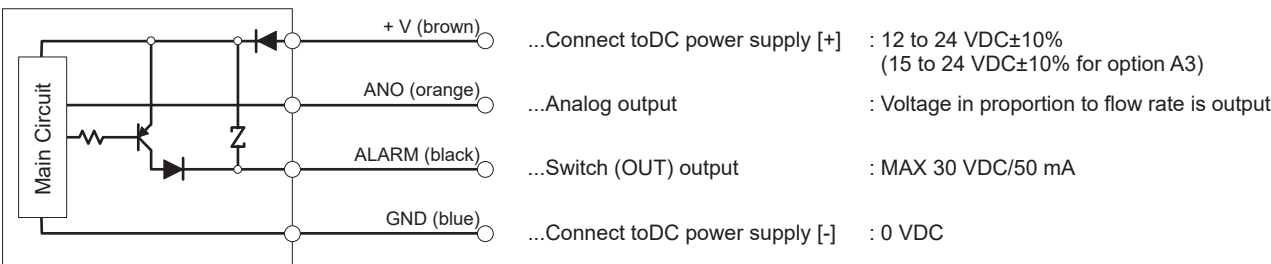 + V (brown) ...Connect toDC power supply [+] : 12 to 24 VDC±10%
(15 to 24 VDC±10% for option A3)
ANO (orange) ...Analog output : Voltage in proportion to flow rate is output
Main Circuit
ALARM (black) ...Switch (OUT) output : MAX 30 VDC/50 mA
GND (blue) ...Connect toDC power supply [-] : 0 VDC